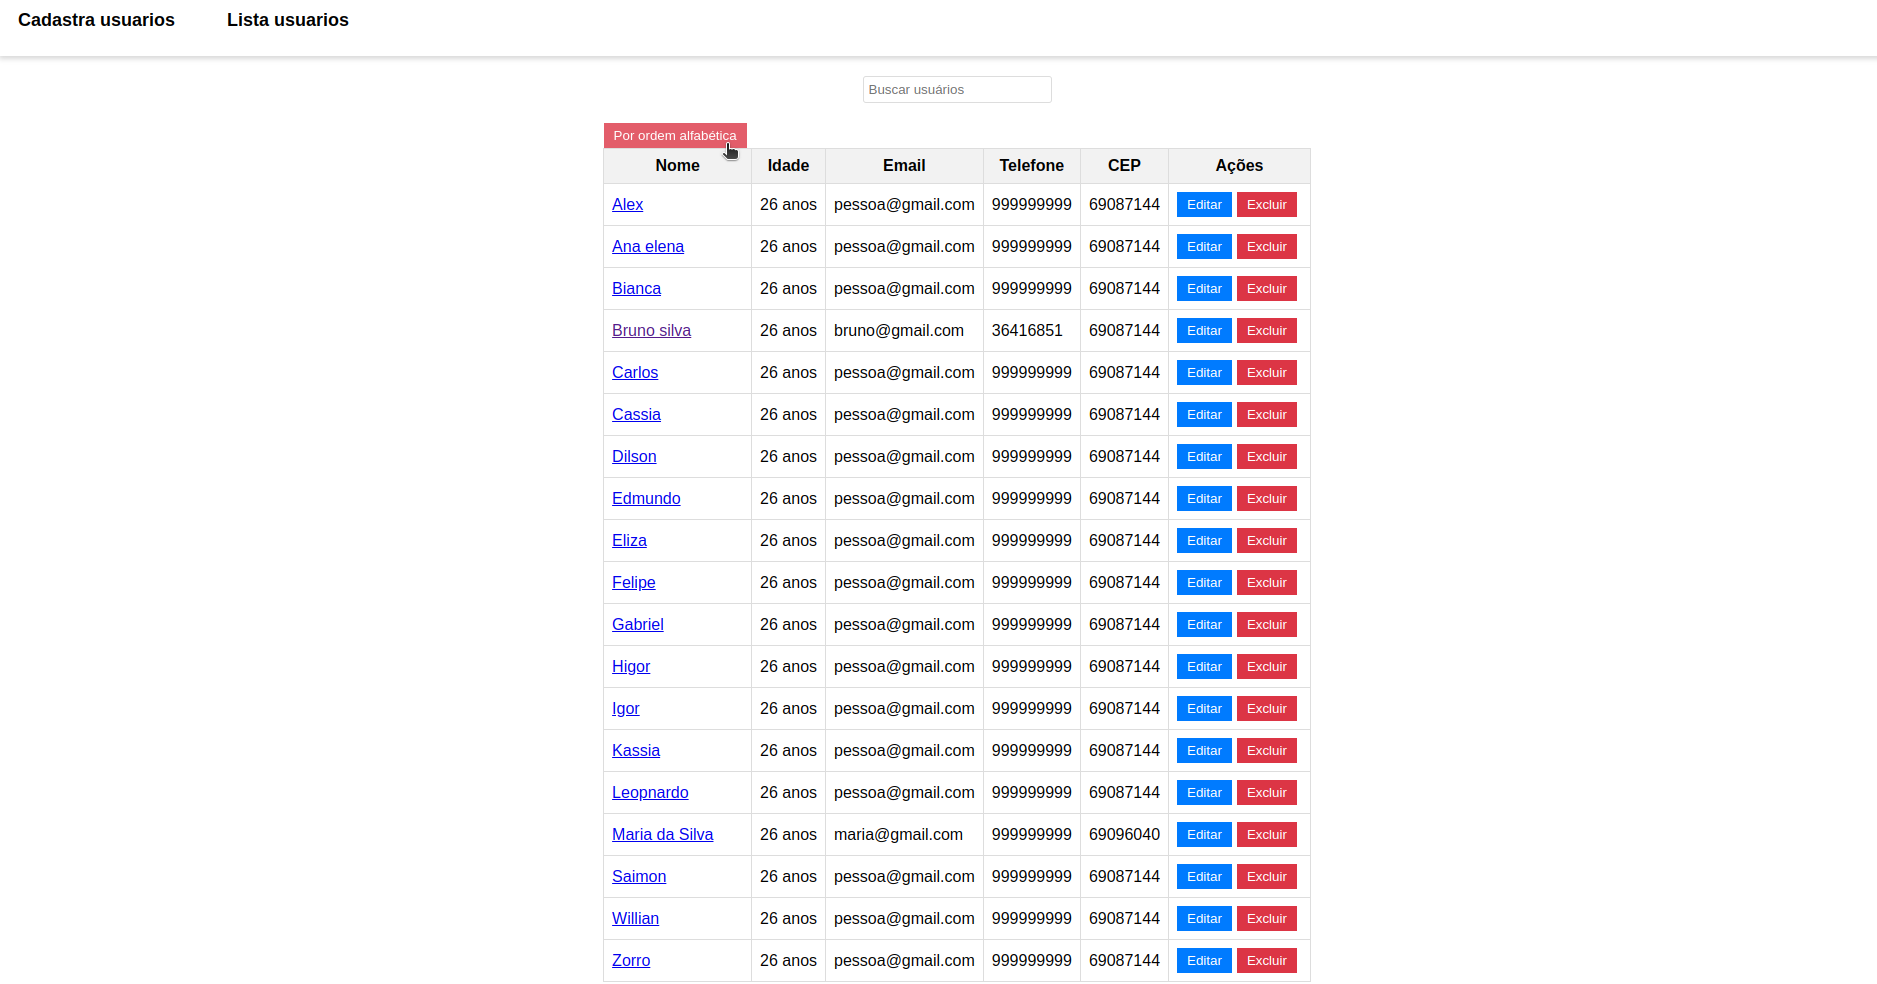 Cadastra usuarios Lista usuarios
Buscar usuários
Por ordem alfabética
Nome Idade Email Telefone CEP Ações
Alex 26 anos pessoa@gmail.com 999999999 69087144 Editar Excluir
Ana elena 26 anos pessoa@gmail.com 999999999 69087144 Editar Excluir
Bianca 26 anos pessoa@gmail.com 999999999 69087144 Editar Excluir
Bruno silva 26 anos bruno@gmail.com 36416851 69087144 Editar Excluir
Carlos 26 anos pessoa@gmail.com 999999999 69087144 Editar Excluir
Cassia 26 anos pessoa@gmail.com 999999999 69087144 Editar Excluir
Dilson 26 anos pessoa@gmail.com 999999999 69087144 Editar Excluir
Edmundo 26 anos pessoa@gmail.com 999999999 69087144 Editar Excluir
Eliza 26 anos pessoa@gmail.com 999999999 69087144 Editar Excluir
Felipe 26 anos pessoa@gmail.com 999999999 69087144 Editar Excluir
Gabriel 26 anos pessoa@gmail.com 999999999 69087144 Editar Excluir
Higor 26 anos pessoa@gmail.com 999999999 69087144 Editar Excluir
Igor 26 anos pessoa@gmail.com 999999999 69087144 Editar Excluir
Kassia 26 anos pessoa@gmail.com 999999999 69087144 Editar Excluir
Leopnardo 26 anos pessoa@gmail.com 999999999 69087144 Editar Excluir
Maria da Silva 26 anos maria@gmail.com 999999999 69096040 Editar Excluir
Saimon 26 anos pessoa@gmail.com 999999999 69087144 Editar Excluir
Willian 26 anos pessoa@gmail.com 999999999 69087144 Editar Excluir
Zorro 26 anos pessoa@gmail.com 999999999 69087144 Editar Excluir